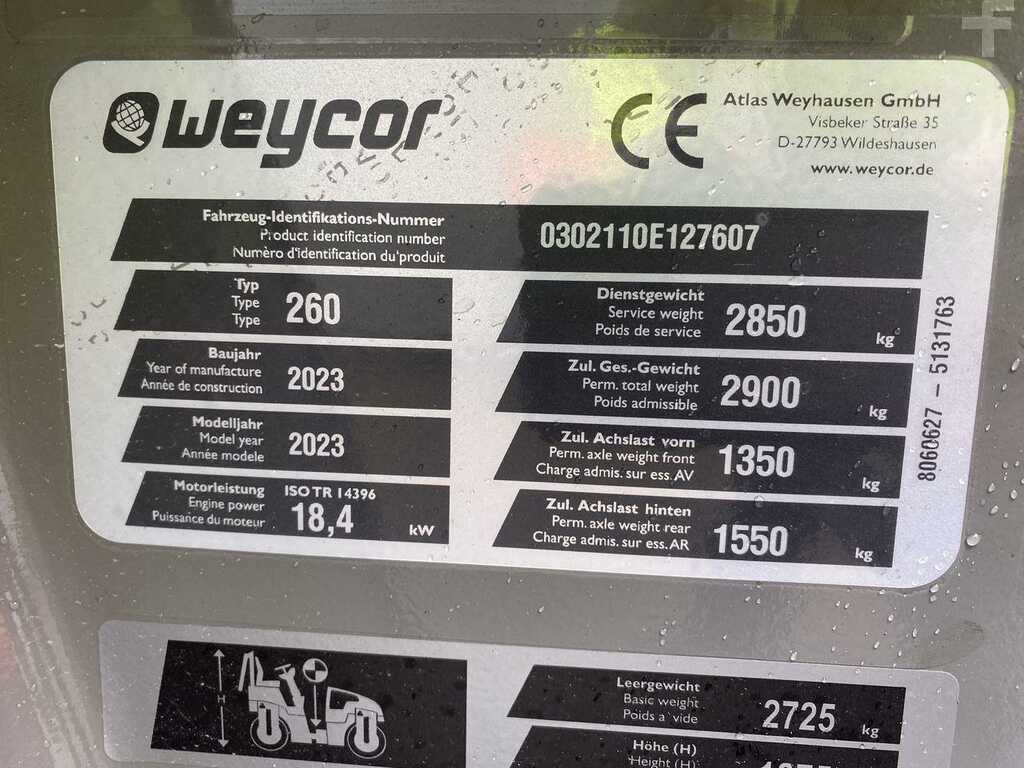 weycor
CE
Atlas Weyhausen GmbH
Visbeker Straße 35
D-27793 Wildeshausen
www.weycor.de
Fahrzeug-Identifikations-Nummer
Product identification number
Numèro d'identification du produit
0302110E127607
Typ
Type
Type
260
Baujahr
Year of manufacture
Année de construction
2023
Modelljahr
Model year
Année modele
2023
Motorleistung ISO TR 14396
Engine power
Puissance du moteur
18,4 kW
Dienstgewicht
Service weight
Poids de service
2850 kg
Zul. Ges.-Gewicht
Perm. total weight
Poids admissible
2900 kg
Zul. Achslast vorn
Perm. axle weight front
Charge admis. sur ess. AV
1350 kg
Zul. Achslast hinten
Perm. axle weight rear
Charge admis. sur ess. AR
1550 kg
8060627 – 5131763
H
Leergewicht
Basic weight
Poids a´vide
2725 kg
Höhe (H)
Height (H)